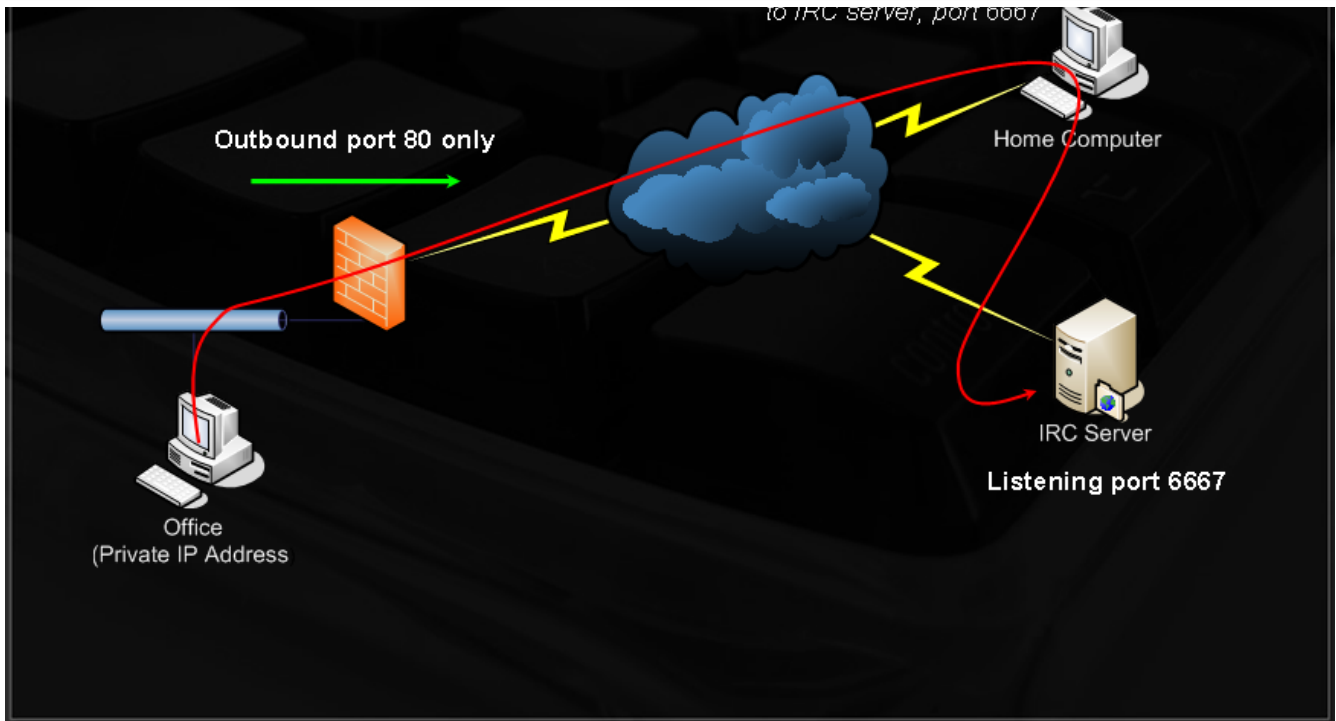 to IRC server, port 6667
Outbound port 80 only
Home Computer
IRC Server
Listening port 6667
Office
(Private IP Address